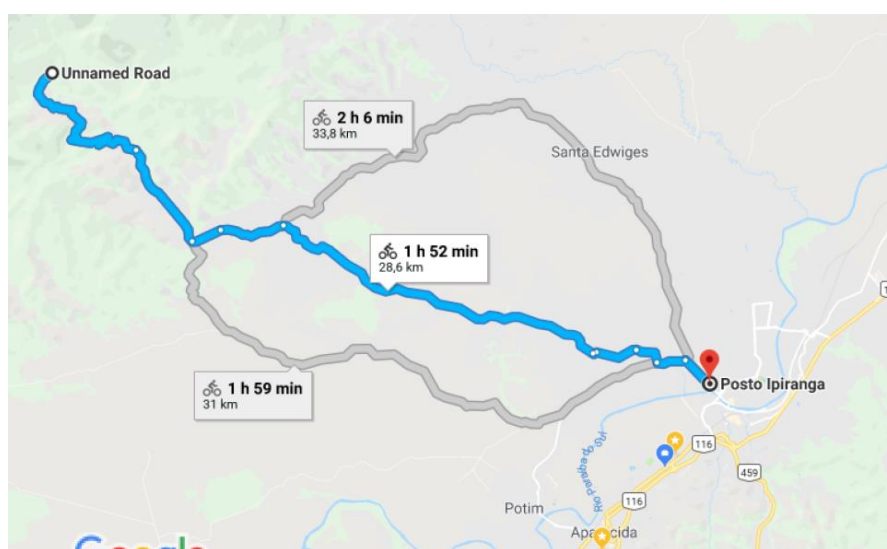 Unnamed Road
2 h 6 min
33,8 km
Santa Edwiges
1 h 52 min
28,6 km
1 h 59 min
31 km
Posto Ipiranga
116
459
116
Potim
Aparecida
Google